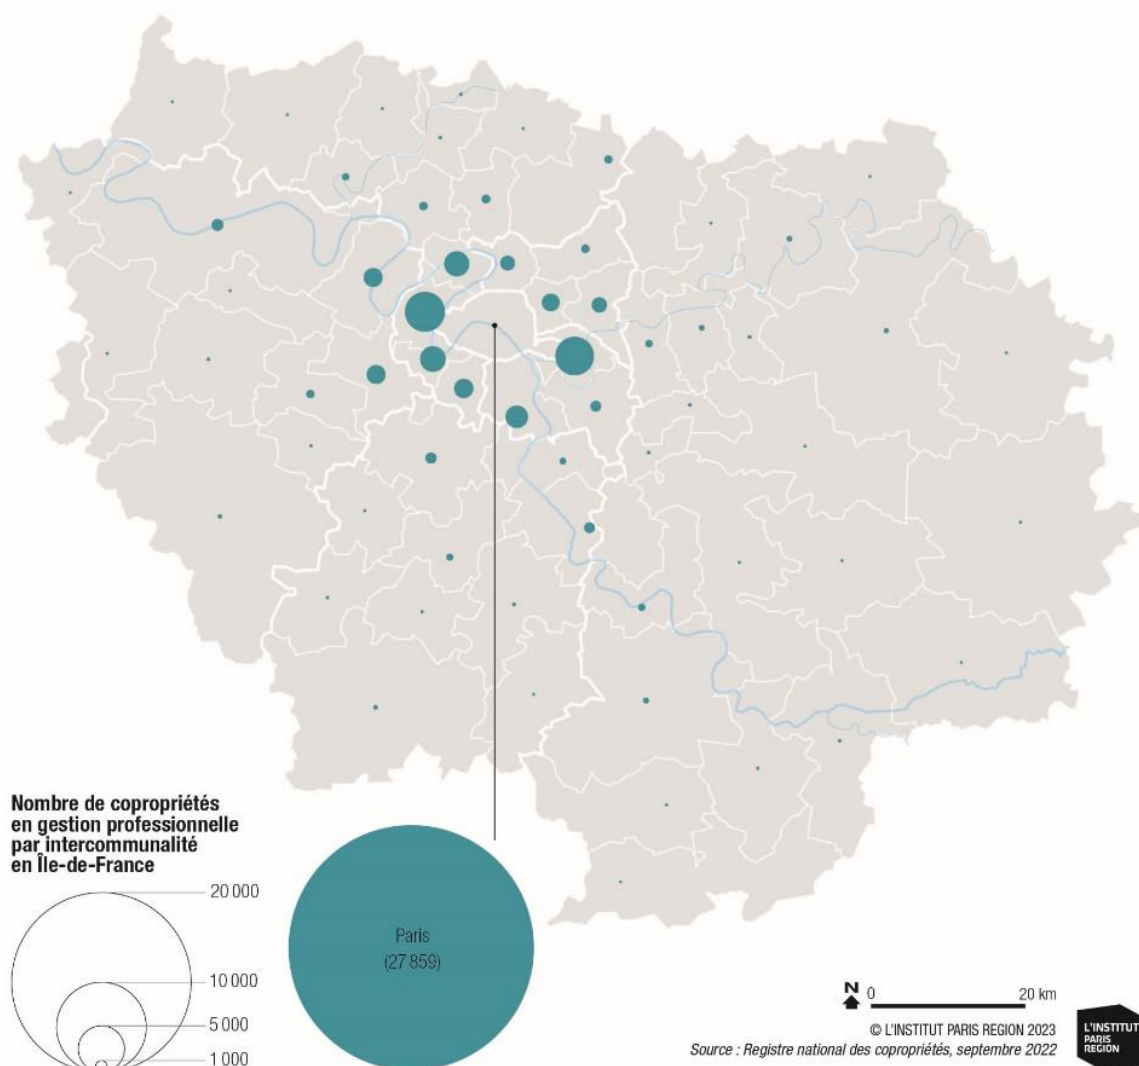 Nombre de copropriétés
en gestion professionnelle
par intercommunalité
en Île-de-France
20 000
10 000
5 000
1 000
Paris
(27 859)
N 0 20 km
© L'INSTITUT PARIS REGION 2023
Source : Registre national des copropriétés, septembre 2022
L'INSTITUT
PARIS
REGION